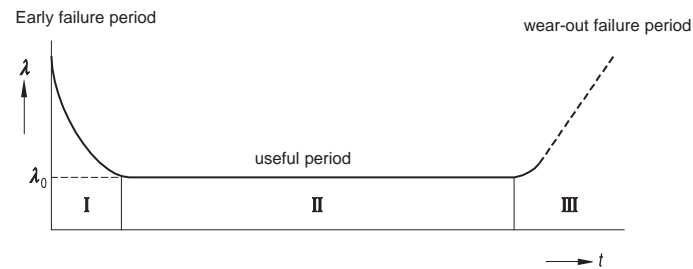 Early failure period
wear-out failure period
λ
useful period
λ0
I
II
III
t